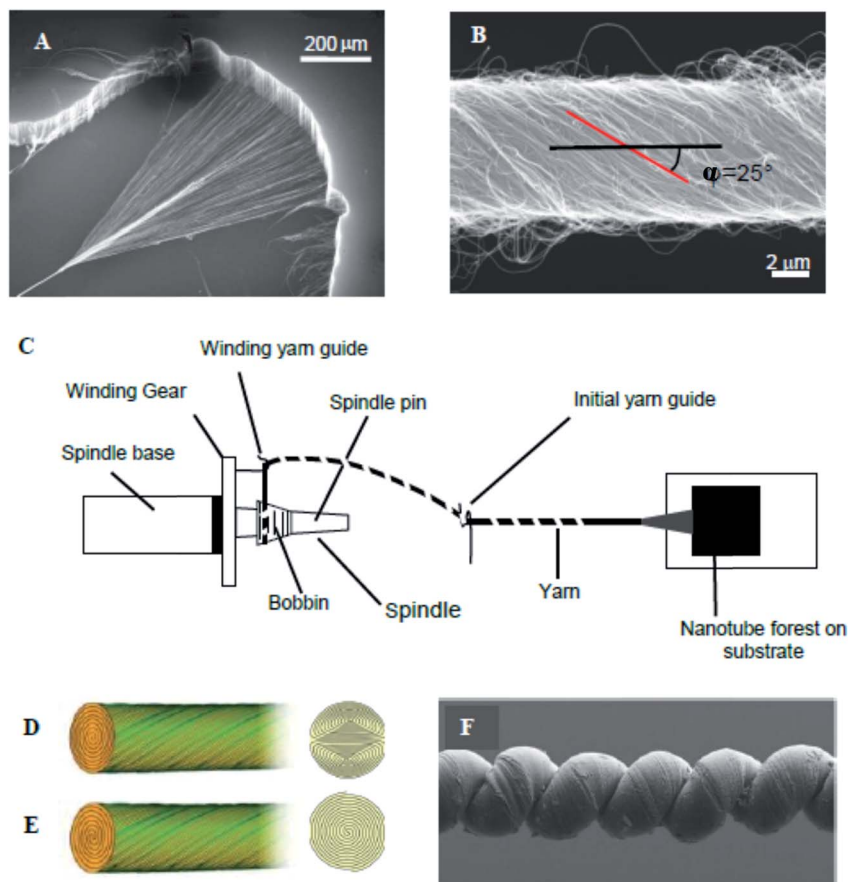 A
200 µm
B
α=25°
2 µm
C
Winding yarn guide
Winding Gear
Spindle pin
Initial yarn guide
Spindle base
Bobbin
Spindle
Yarn
Nanotube forest on
substrate
D
E
F